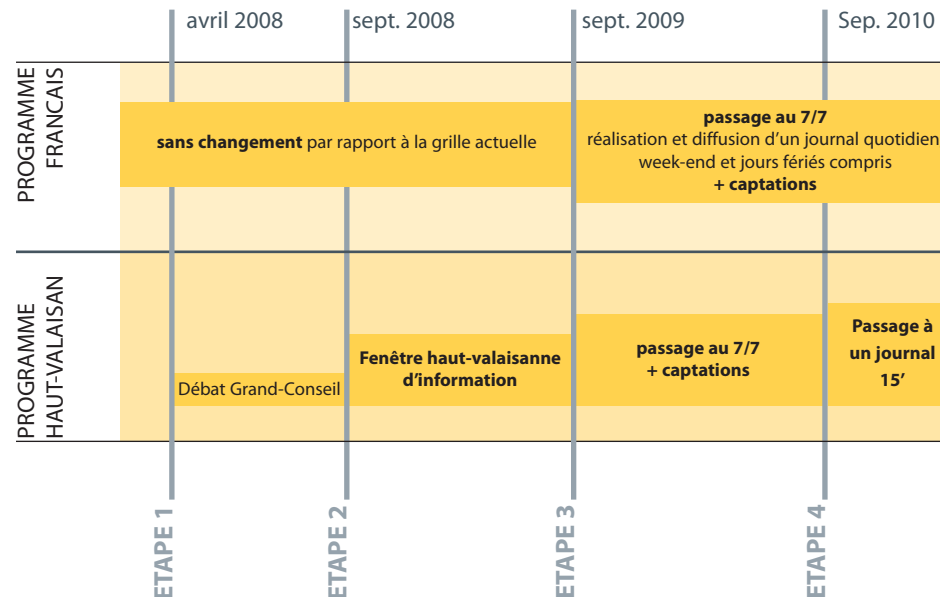 avril 2008
sept. 2008
sept. 2009
Sep. 2010
PROGRAMME
FRANCAIS
sans changement par rapport à la grille actuelle
passage au 7/7
réalisation et diffusion d’un journal quotidien
week-end et jours fériés compris
+ captations
PROGRAMME
HAUT-VALAISAN
Débat Grand-Conseil
Fenêtre haut-valaisanne
d’information
passage au 7/7
+ captations
Passage à
un journal
15’
ETAPE 1
ETAPE 2
ETAPE 3
ETAPE 4